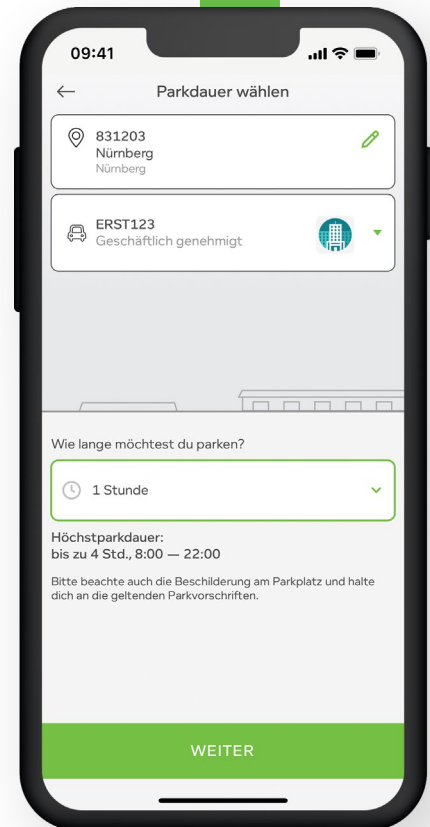 09:41
Parkdauer wählen
831203
Nürnberg
Nürnberg
ERST123
Geschäftlich genehmigt
Wie lange möchtest du parken?
1 Stunde
Höchstparkdauer:
bis zu 4 Std., 8:00 — 22:00
Bitte beachte auch die Beschilderung am Parkplatz und halte
dich an die geltenden Parkvorschriften.
WEITER